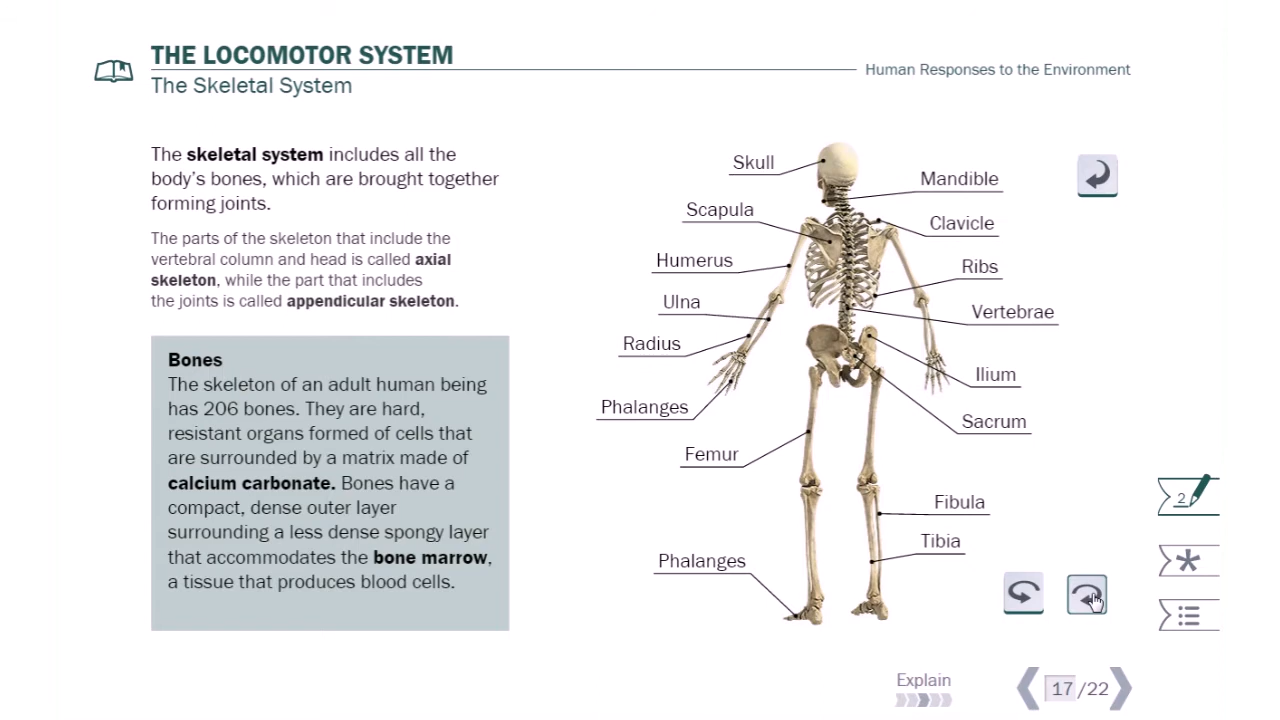 THE LOCOMOTOR SYSTEM
The Skeletal System
Human Responses to the Environment
The skeletal system includes all the
body's bones, which are brought together
forming joints.
The parts of the skeleton that include the
vertebral column and head is called axial
skeleton, while the part that includes
the joints is called appendicular skeleton.
Bones
The skeleton of an adult human being
has 206 bones. They are hard,
resistant organs formed of cells that
are surrounded by a matrix made of
calcium carbonate. Bones have a
compact, dense outer layer
surrounding a less dense spongy layer
that accommodates the bone marrow,
a tissue that produces blood cells.
Skull
Mandible
Scapula
Clavicle
Humerus
Ribs
Ulna
Vertebrae
Radius
Ilium
Phalanges
Sacrum
Femur
Fibula
Tibia
Phalanges
2
Explain
17 /22